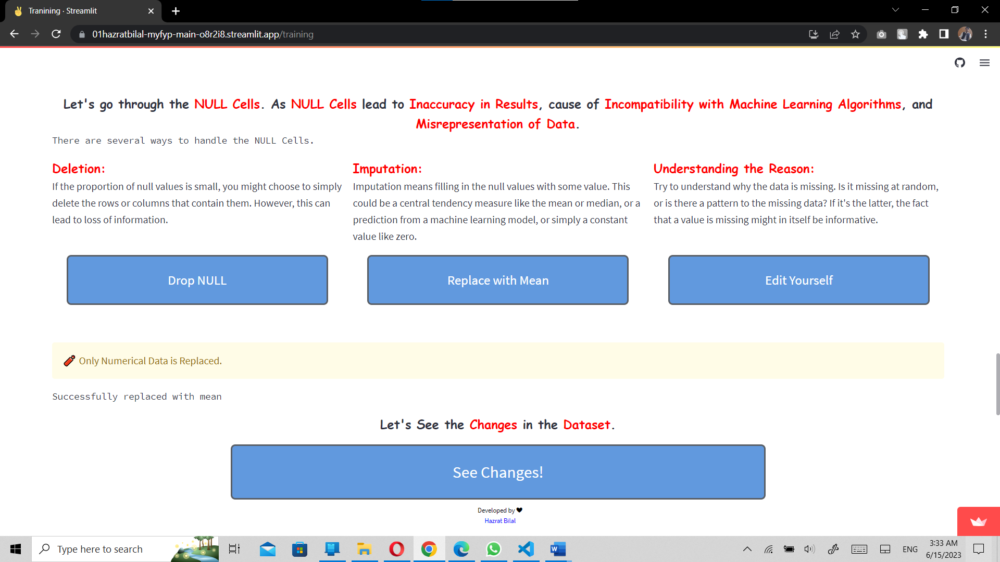 Tranining · Streamlit
01hazratbilal-myfyp-main-o8r2i8.streamlit.app/training
Let's go through the NULL Cells. As NULL Cells lead to Inaccuracy in Results, cause of Incompatibility with Machine Learning Algorithms, and
Misrepresentation of Data.
There are several ways to handle the NULL Cells.
Deletion:
If the proportion of null values is small, you might choose to simply
delete the rows or columns that contain them. However, this can
lead to loss of information.
Drop NULL
Imputation:
Imputation means filling in the null values with some value. This
could be a central tendency measure like the mean or median, or a
prediction from a machine learning model, or simply a constant
value like zero.
Replace with Mean
Understanding the Reason:
Try to understand why the data is missing. Is it missing at random,
or is there a pattern to the missing data? If it's the latter, the fact
that a value is missing might in itself be informative.
Edit Yourself
Only Numerical Data is Replaced.
Successfully replaced with mean
Let's See the Changes in the Dataset.
See Changes!
Developed by ❤
Hazrat Bilal
Type here to search
W
ENG
3:33 AM
6/15/2023